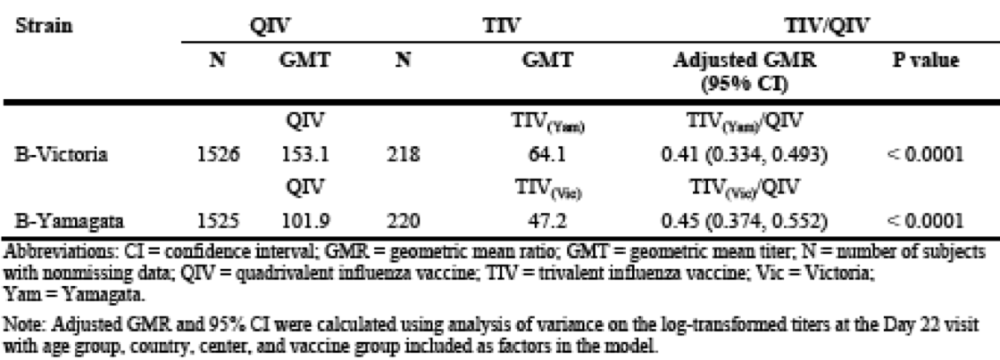 Strain QIV TIV TIV/QIV
N GMT N GMT Adjusted GMR (95% CI) P value
QIV TIV(Yam) TIV(Yam)/QIV
B-Victoria 1526 153.1 218 64.1 0.41 (0.334, 0.493) < 0.0001
QIV TIV(Vic) TIV(Vic)/QIV
B-Yamagata 1525 101.9 220 47.2 0.45 (0.374, 0.552) < 0.0001
Abbreviations: CI = confidence interval; GMR = geometric mean ratio; GMT = geometric mean titer; N = number of subjects
with nonmissing data; QIV = quadrivalent influenza vaccine; TIV = trivalent influenza vaccine; Vic = Victoria;
Yam = Yamagata.
Note: Adjusted GMR and 95% CI were calculated using analysis of variance on the log-transformed titers at the Day 22 visit
with age group, country, center, and vaccine group included as factors in the model.